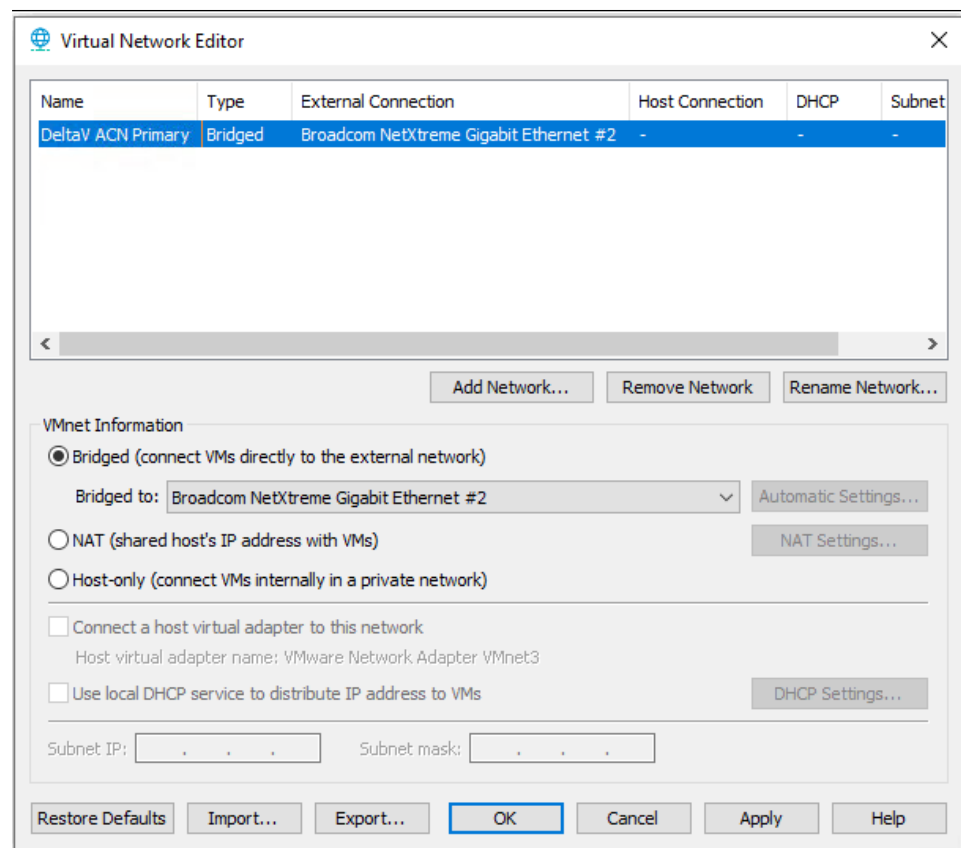 Virtual Network Editor
Name Type External Connection Host Connection DHCP Subnet
DeltaV ACN Primary Bridged Broadcom NetXtreme Gigabit Ethernet #2 - - -
Add Network... Remove Network Rename Network...
VMnet Information
Bridged (connect VMs directly to the external network)
Bridged to: Broadcom NetXtreme Gigabit Ethernet #2 Automatic Settings...
NAT (shared host's IP address with VMs) NAT Settings...
Host-only (connect VMs internally in a private network)
Connect a host virtual adapter to this network
Host virtual adapter name: VMware Network Adapter VMnet3
Use local DHCP service to distribute IP address to VMs DHCP Settings...
Subnet IP: . . . Subnet mask: . . .
Restore Defaults Import... Export... OK Cancel Apply Help